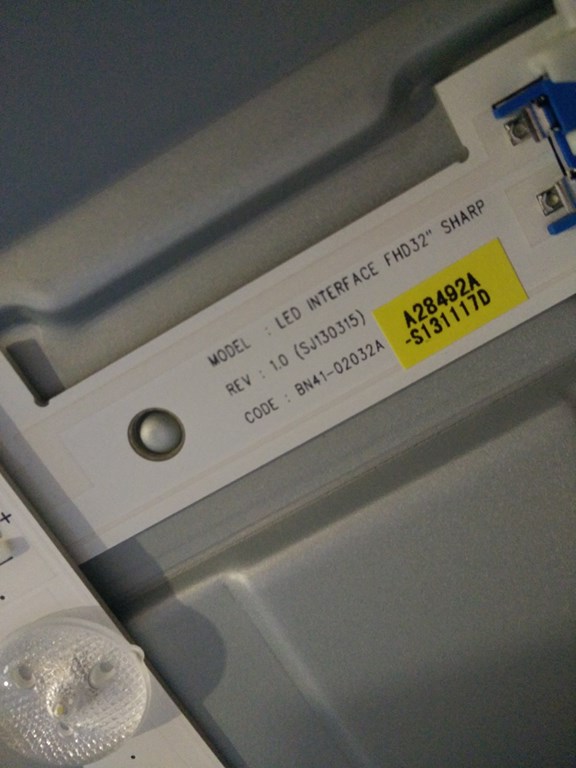 MODEL : LED INTERFACE FHD32" SHARP
REV : 1.0 (SJ130315)
CODE : BN41-02032A
A28492A
-S131117D
+